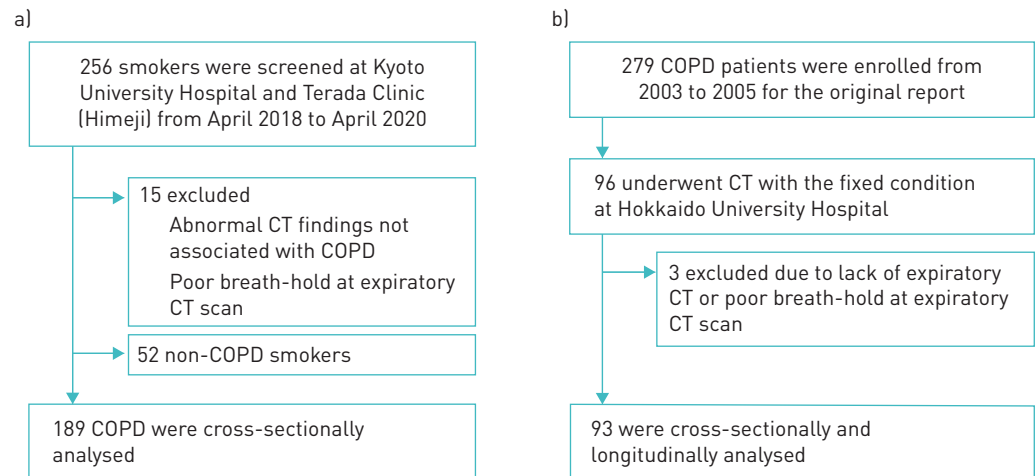 a)
256 smokers were screened at Kyoto
University Hospital and Terada Clinic
(Himeji) from April 2018 to April 2020
15 excluded
Abnormal CT findings not
associated with COPD
Poor breath-hold at expiratory
CT scan
52 non-COPD smokers
189 COPD were cross-sectionally
analysed
b)
279 COPD patients were enrolled from
2003 to 2005 for the original report
96 underwent CT with the fixed condition
at Hokkaido University Hospital
3 excluded due to lack of expiratory
CT or poor breath-hold at expiratory
CT scan
93 were cross-sectionally and
longitudinally analysed